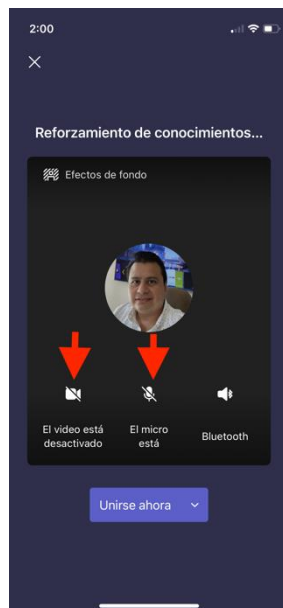 2:00
Reforzamiento de conocimientos...
Efectos de fondo
El video está
desactivado
El micro
está
Bluetooth
Unirse ahora